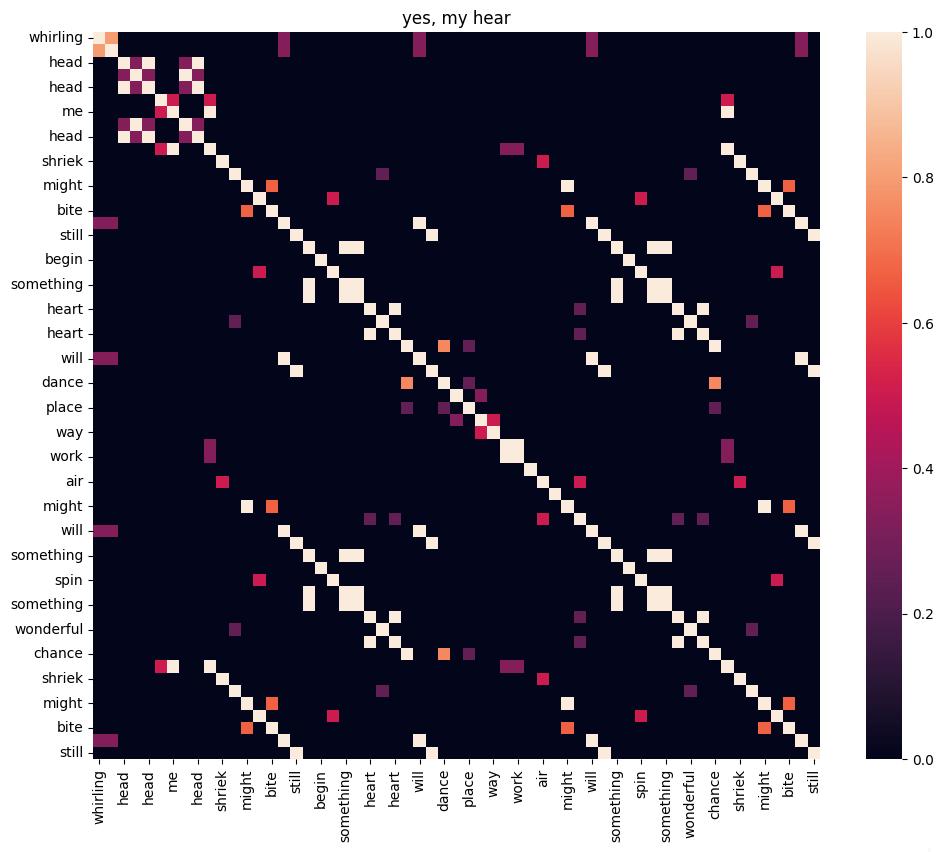 yes, my hear
whirling
head
head
me
head
shriek
might
bite
still
begin
something
heart
heart
will
dance
place
way
work
air
might
will
something
spin
something
wonderful
chance
shriek
might
bite
still
1.0
0.8
0.6
0.4
0.2
0.0
whirling
head
head
me
head
shriek
might
bite
still
begin
something
heart
heart
will
dance
place
way
work
air
might
will
something
spin
something
wonderful
chance
shriek
might
bite
still